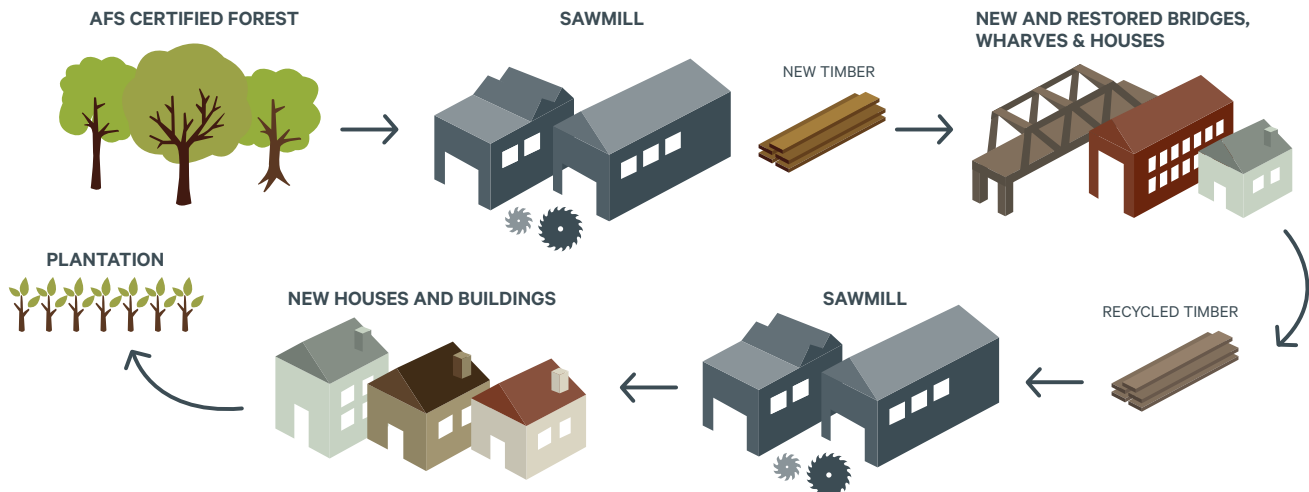 AFS CERTIFIED FOREST
SAWMILL
NEW TIMBER
NEW AND RESTORED BRIDGES,
WHARVES & HOUSES
RECYCLED TIMBER
SAWMILL
NEW HOUSES AND BUILDINGS
PLANTATION